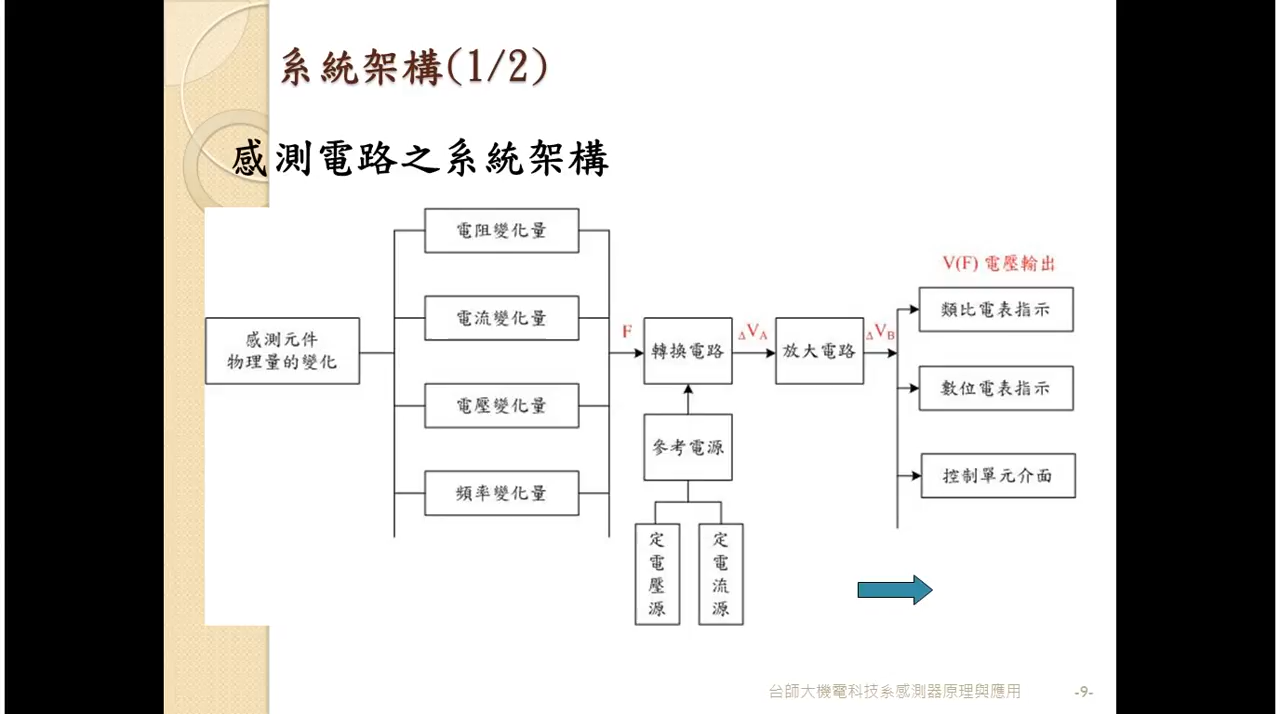 系統架構(1/2)
感測電路之系統架構
感測元件
物理量的變化
電阻變化量
電流變化量
電壓變化量
頻率變化量
F
轉換電路
ΔVA
放大電路
ΔVB
參考電源
定電壓源
定電流源
V(F) 電壓輸出
類比電表指示
數位電表指示
控制單元介面
台師大機電科技系感測器原理與應用
-9-